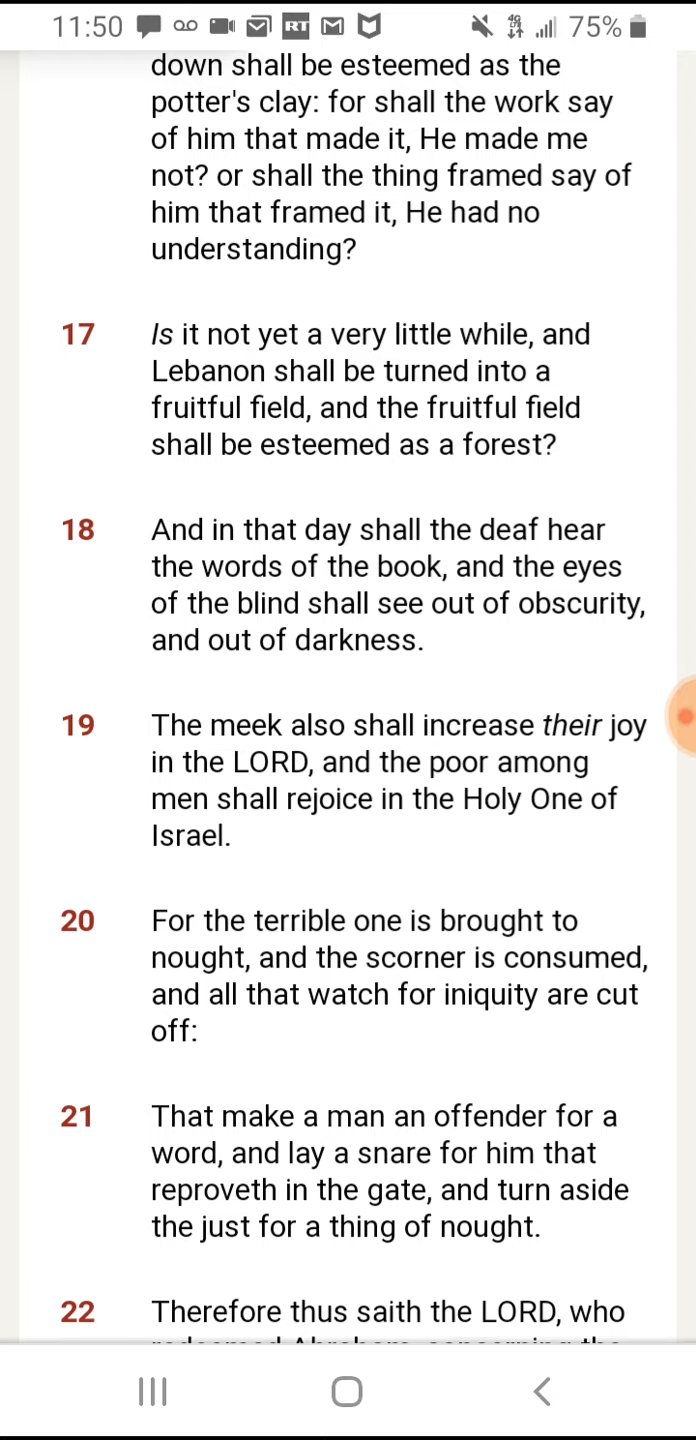 11:50 RT M 4G 75%
down shall be esteemed as the
potter's clay: for shall the work say
of him that made it, He made me
not? or shall the thing framed say of
him that framed it, He had no
understanding?
17 Is it not yet a very little while, and
Lebanon shall be turned into a
fruitful field, and the fruitful field
shall be esteemed as a forest?
18 And in that day shall the deaf hear
the words of the book, and the eyes
of the blind shall see out of obscurity,
and out of darkness.
19 The meek also shall increase their joy
in the LORD, and the poor among
men shall rejoice in the Holy One of
Israel.
20 For the terrible one is brought to
nought, and the scorner is consumed,
and all that watch for iniquity are cut
off:
21 That make a man an offender for a
word, and lay a snare for him that
reproveth in the gate, and turn aside
the just for a thing of nought.
22 Therefore thus saith the LORD, who